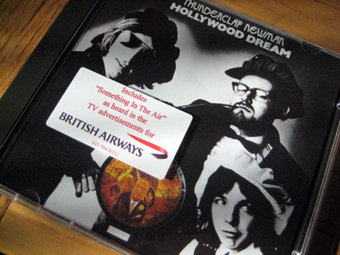 THUNDERCLAP NEWMAN
HOLLYWOOD DREAM
Includes
"Something In The Air"
as heard in the
TV advertisements for
BRITISH AIRWAYS